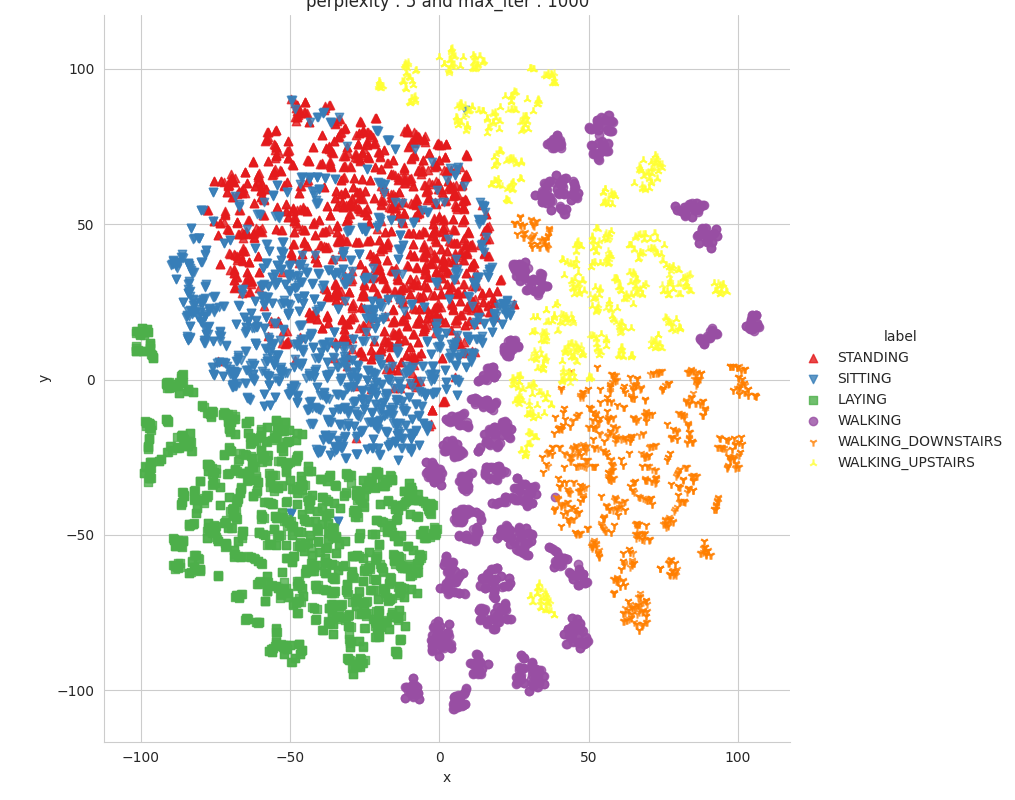 perplexity : 5 and max_iter : 1000
100
50
0
−50
−100
y
−100
−50
0
50
100
x
label
STANDING
SITTING
LAYING
WALKING
WALKING_DOWNSTAIRS
WALKING_UPSTAIRS